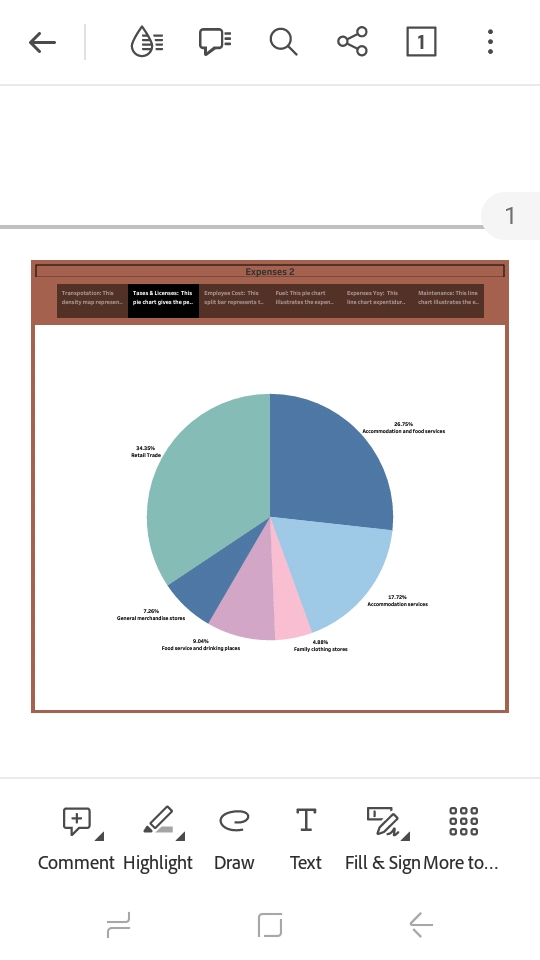 1
1
Expenses 2
Transpotation: This
density map represen..
Taxes & Licenses: This
pie chart gives the pe..
Employee Cost: This
split bar represents t..
Fuel: This pie chart
illustrates the expen..
Expenses Yoy: This
line chart expentidur..
Maintenance: This line
chart illustrates the e..
26.75%
Accommodation and food services
34.35%
Retail Trade
17.72%
Accommodation services
7.26%
General merchandise stores
9.04%
Food service and drinking places
4.88%
Family clothing stores
Comment Highlight Draw Text Fill & Sign More to...